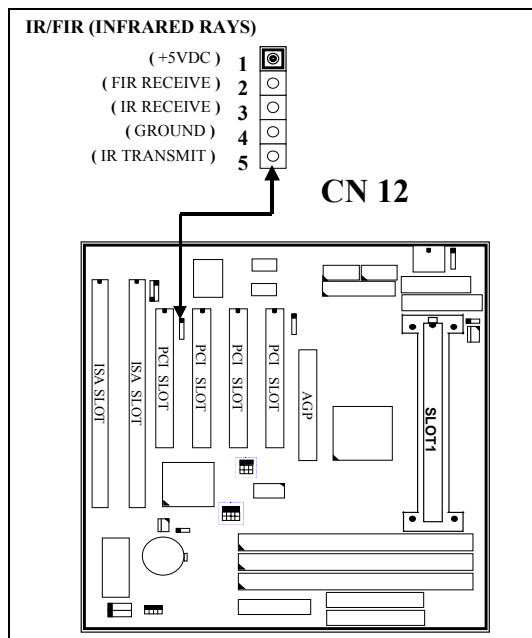 IR/FIR (INFRARED RAYS)
( +5VDC ) 1
( FIR RECEIVE ) 2
( IR RECEIVE ) 3
( GROUND ) 4
( IR TRANSMIT ) 5
CN 12
ISA SLOT
ISA SLOT
PCI SLOT
PCI SLOT
PCI SLOT
PCI SLOT
AGP
SLOT1